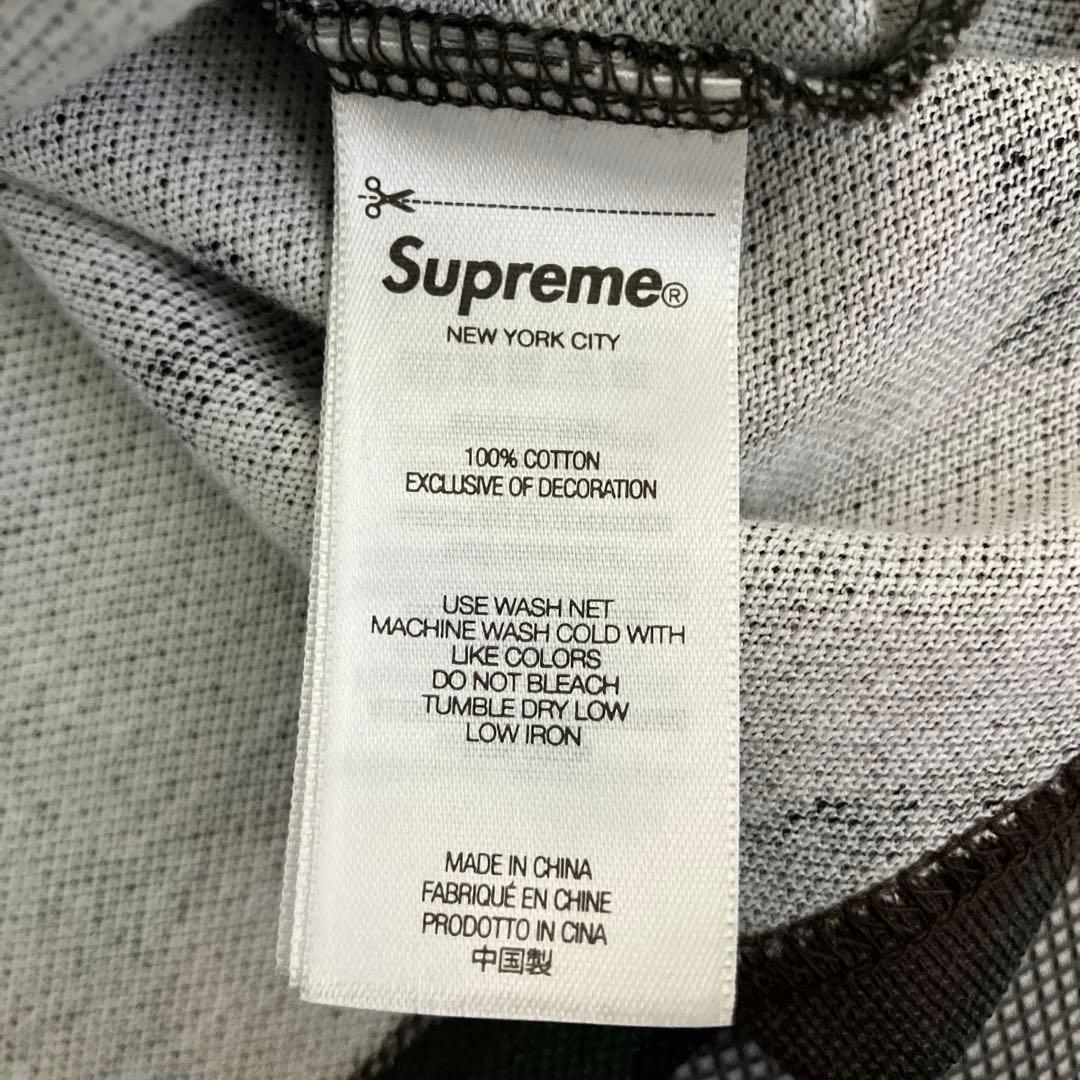 Supreme®
NEW YORK CITY
100% COTTON
EXCLUSIVE OF DECORATION
USE WASH NET
MACHINE WASH COLD WITH
LIKE COLORS
DO NOT BLEACH
TUMBLE DRY LOW
LOW IRON
MADE IN CHINA
FABRIQUÉ EN CHINE
PRODOTTO IN CINA
中国製